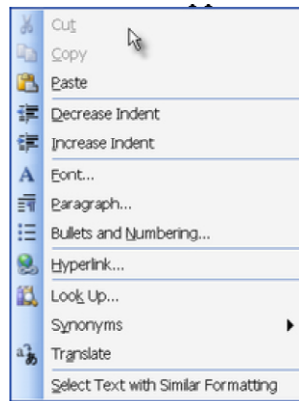 Cut
Copy
Paste
Decrease Indent
Increase Indent
Font...
Paragraph...
Bullets and Numbering...
Hyperlink...
Look Up...
Synonyms
Translate
Select Text with Similar Formatting